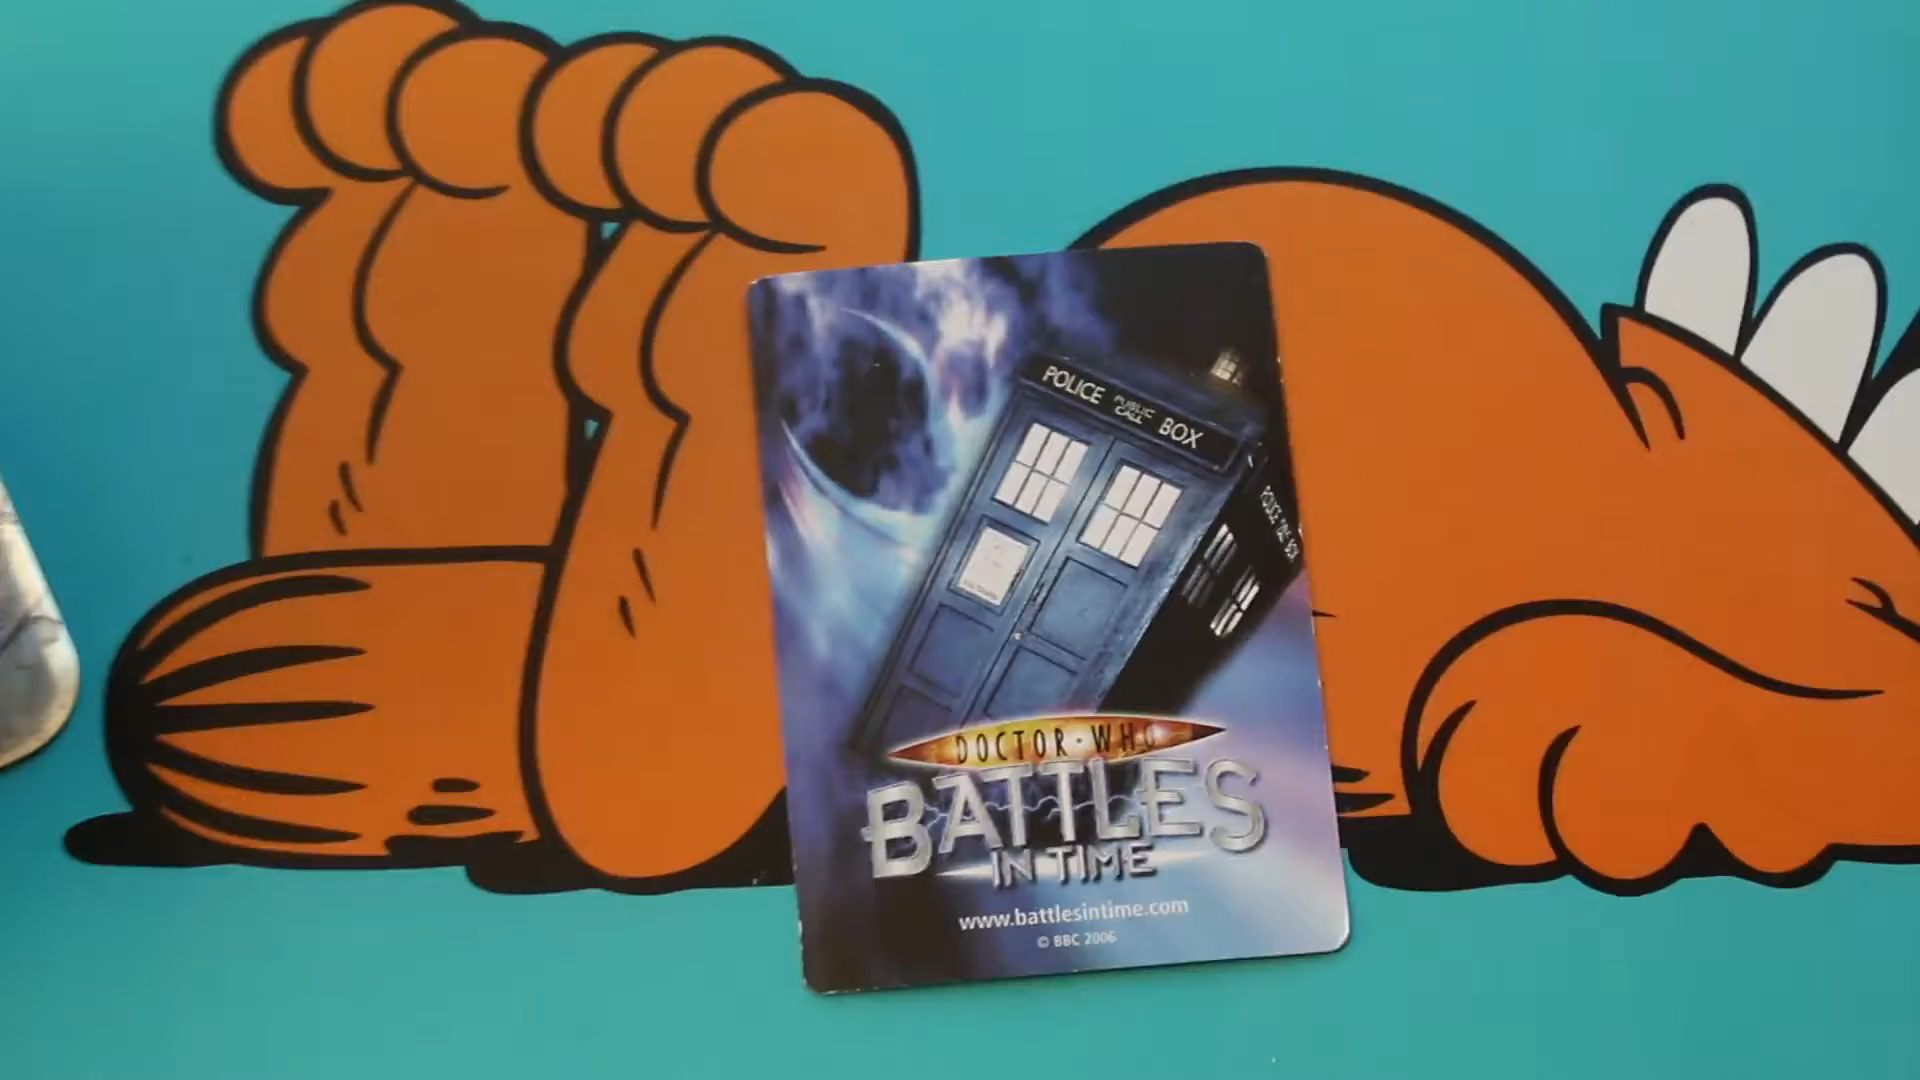 POLICE PUBLIC CALL BOX
DOCTOR·WHO
BATTLES
IN TIME
www.battlesintime.com
© BBC 2006